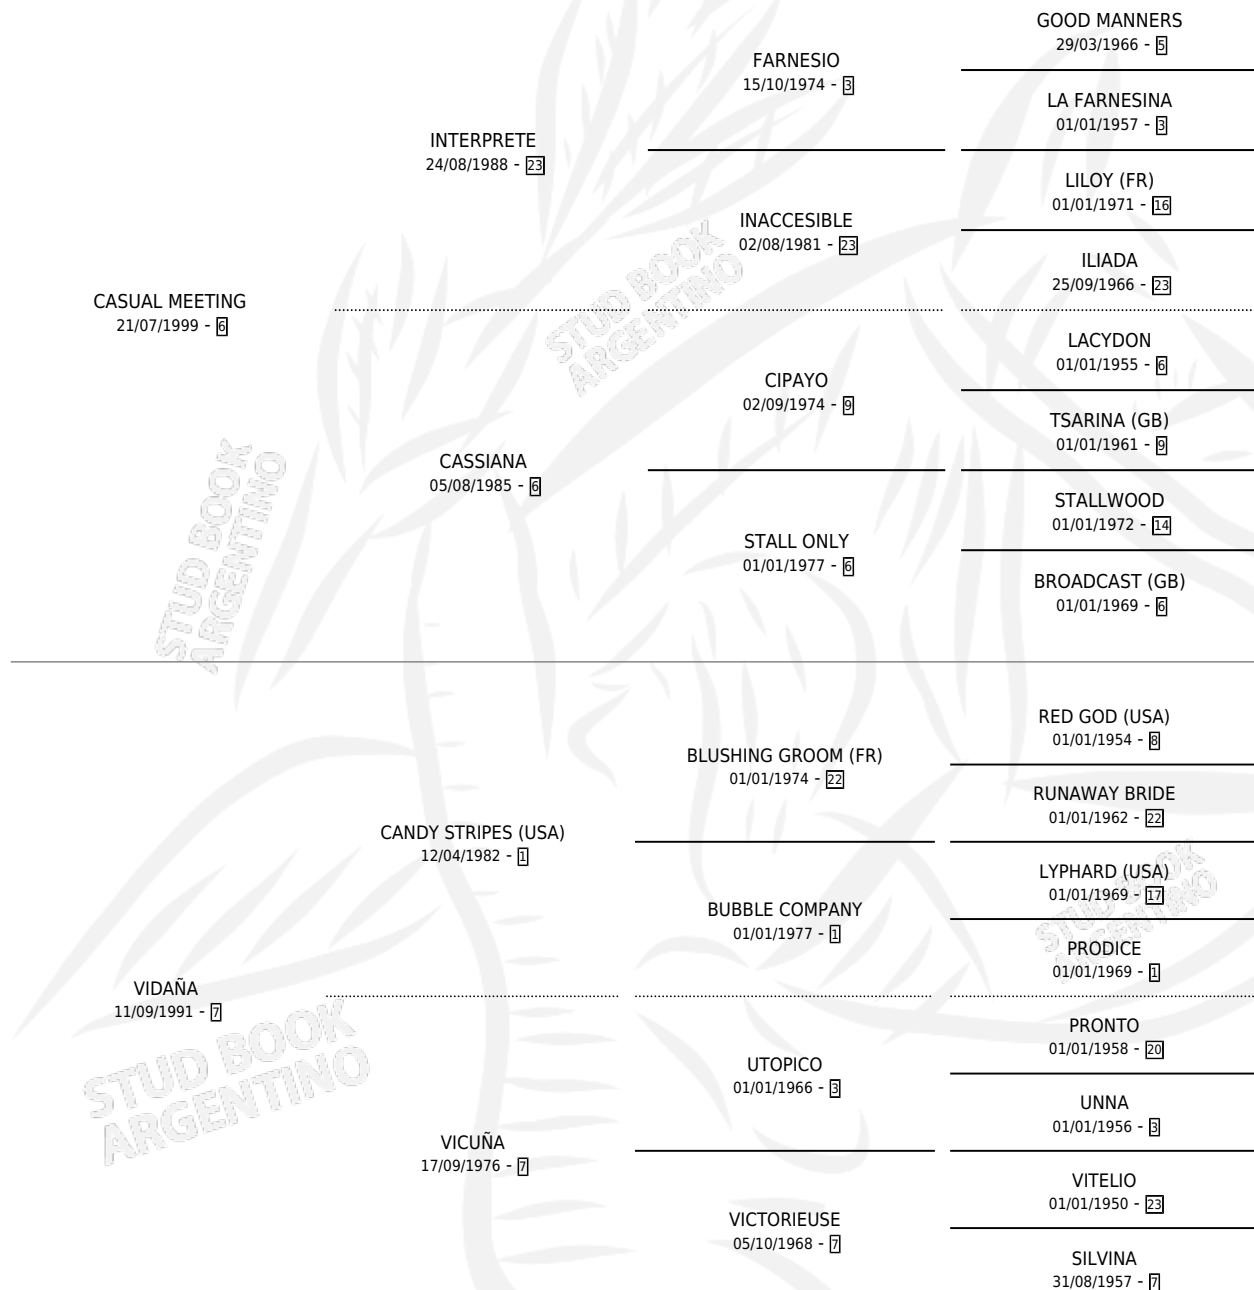 GOOD MANNERS
29/03/1966 - 5
FARNESIO
15/10/1974 - 3
LA FARNESINA
01/01/1957 - 3
INTERPRETE
24/08/1988 - 23
LILOY (FR)
01/01/1971 - 16
INACCESIBLE
02/08/1981 - 23
ILIADA
25/09/1966 - 23
CASUAL MEETING
21/07/1999 - 6
LACYDON
01/01/1955 - 6
CIPAYO
02/09/1974 - 9
TSARINA (GB)
01/01/1961 - 9
CASSIANA
05/08/1985 - 6
STALLWOOD
01/01/1972 - 14
STALL ONLY
01/01/1977 - 6
BROADCAST (GB)
01/01/1969 - 6
RED GOD (USA)
01/01/1954 - 8
BLUSHING GROOM (FR)
01/01/1974 - 22
RUNAWAY BRIDE
01/01/1962 - 22
CANDY STRIPES (USA)
12/04/1982 - 1
LYPHARD (USA)
01/01/1969 - 17
BUBBLE COMPANY
01/01/1977 - 1
PRODICE
01/01/1969 - 1
VIDAÑA
11/09/1991 - 7
PRONTO
01/01/1958 - 20
UTOPICO
01/01/1966 - 3
UNNA
01/01/1956 - 3
VICUÑA
17/09/1976 - 7
VITELIO
01/01/1950 - 23
VICTORIEUSE
05/10/1968 - 7
SILVINA
31/08/1957 - 7
STUD BOOK
ARGENTINO
STUD BOOK
ARGENTINO
STUD BOOK
ARGENTINO
STUD BOOK
ARGENTINO